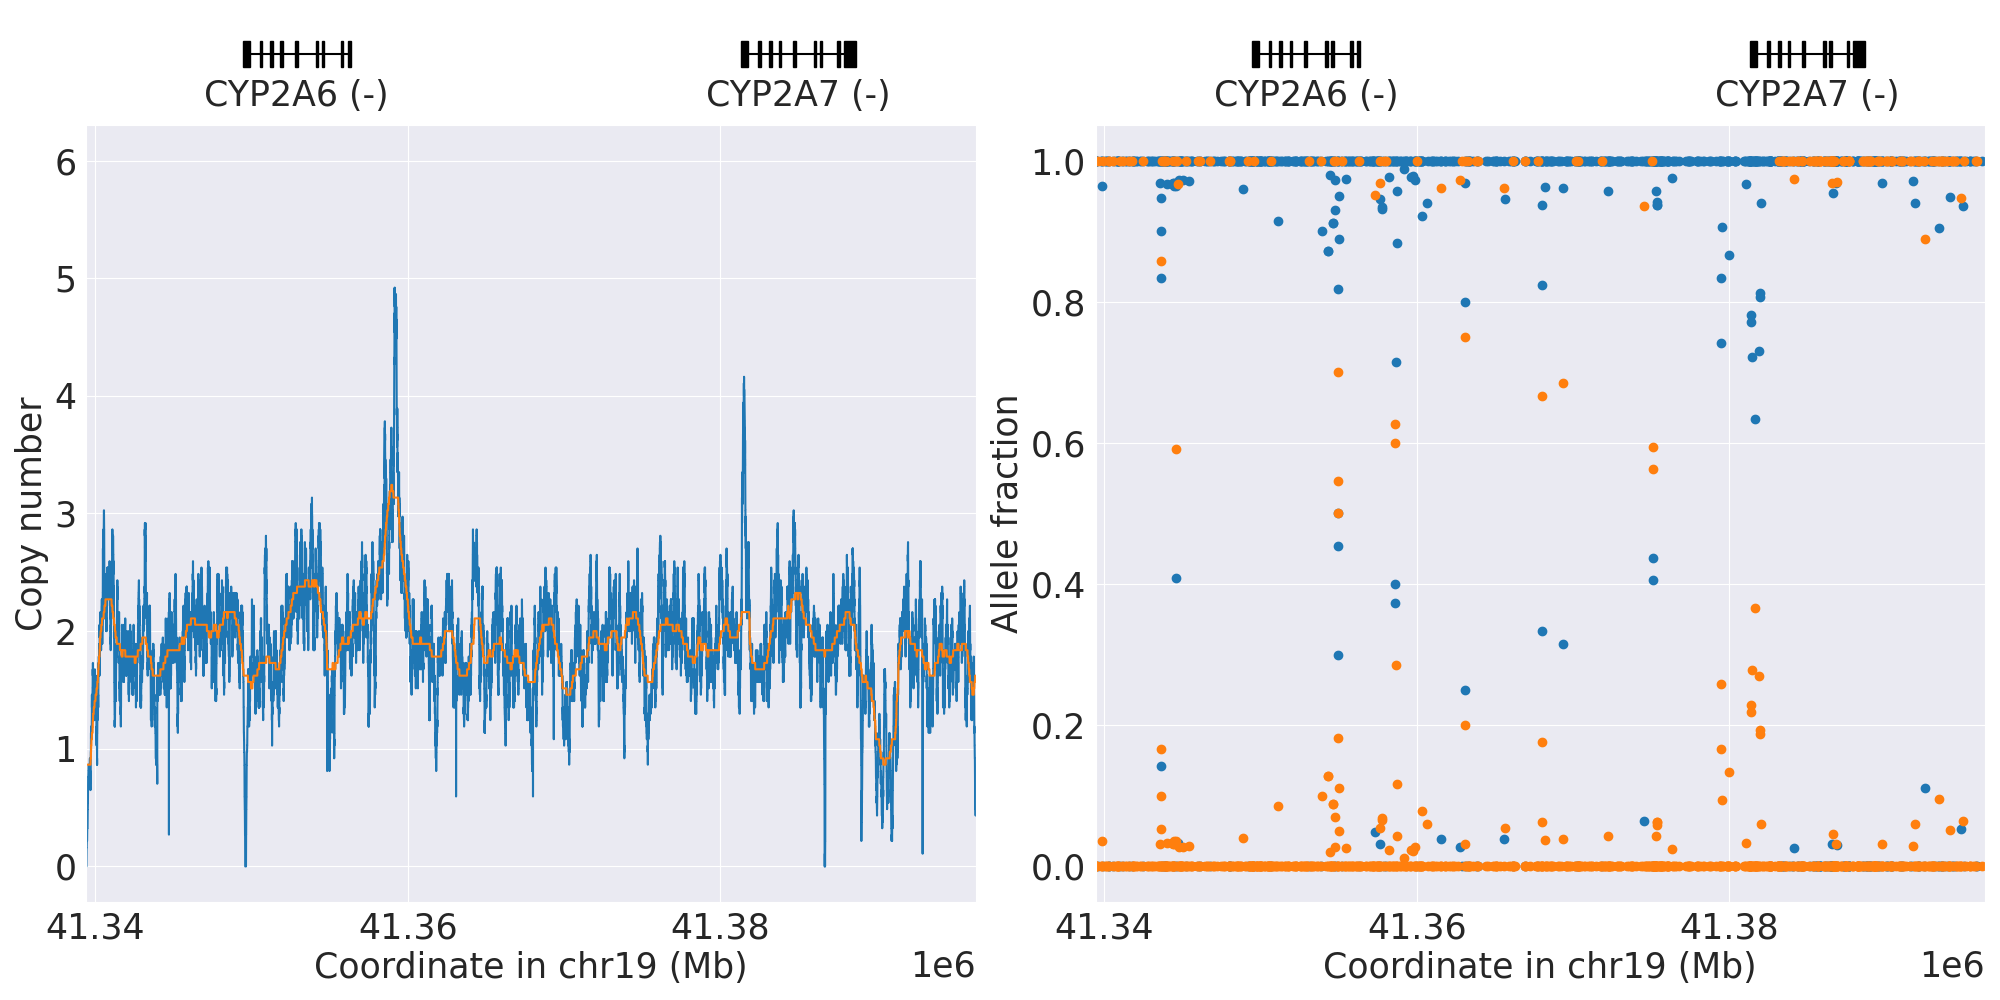 CYP2A6 (-)
CYP2A7 (-)
CYP2A6 (-)
CYP2A7 (-)
Copy number
6
5
4
3
2
1
0
41.34
41.36
41.38
Coordinate in chr19 (Mb)
1e6
Allele fraction
1.0
0.8
0.6
0.4
0.2
0.0
41.34
41.36
41.38
Coordinate in chr19 (Mb)
1e6